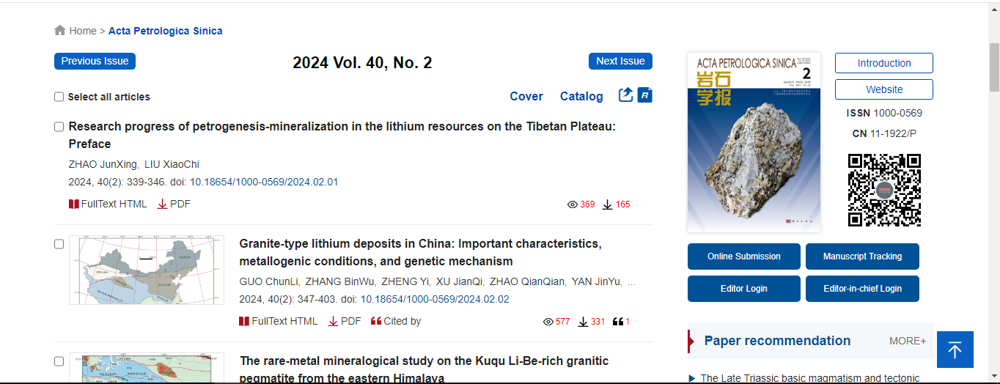 Home > Acta Petrologica Sinica
Previous Issue
2024 Vol. 40, No. 2
Next Issue
Select all articles
Cover
Catalog
R
Research progress of petrogenesis-mineralization in the lithium resources on the Tibetan Plateau:
Preface
ZHAO JunXing, LIU XiaoChi
2024, 40(2): 339-346. doi: 10.18654/1000-0569/2024.02.01
FullText HTML PDF
369 165
Granite-type lithium deposits in China: Important characteristics,
metallogenic conditions, and genetic mechanism
GUO ChunLi, ZHANG BinWu, ZHENG Yi, XU JianQi, ZHAO QianQian, YAN JinYu, ...
2024, 40(2): 347-403. doi: 10.18654/1000-0569/2024.02.02
FullText HTML PDF Cited by
577 331 1
The rare-metal mineralogical study on the Kuqu Li-Be-rich granitic
pegmatite from the eastern Himalaya
ACTA PETROLOGICA SINICA
2
岩石
学报
Introduction
Website
ISSN 1000-0569
CN 11-1922/P
Online Submission
Manuscript Tracking
Editor Login
Editor-in-chief Login
Paper recommendation
MORE+
The Late Triassic basic magmatism and tectonic